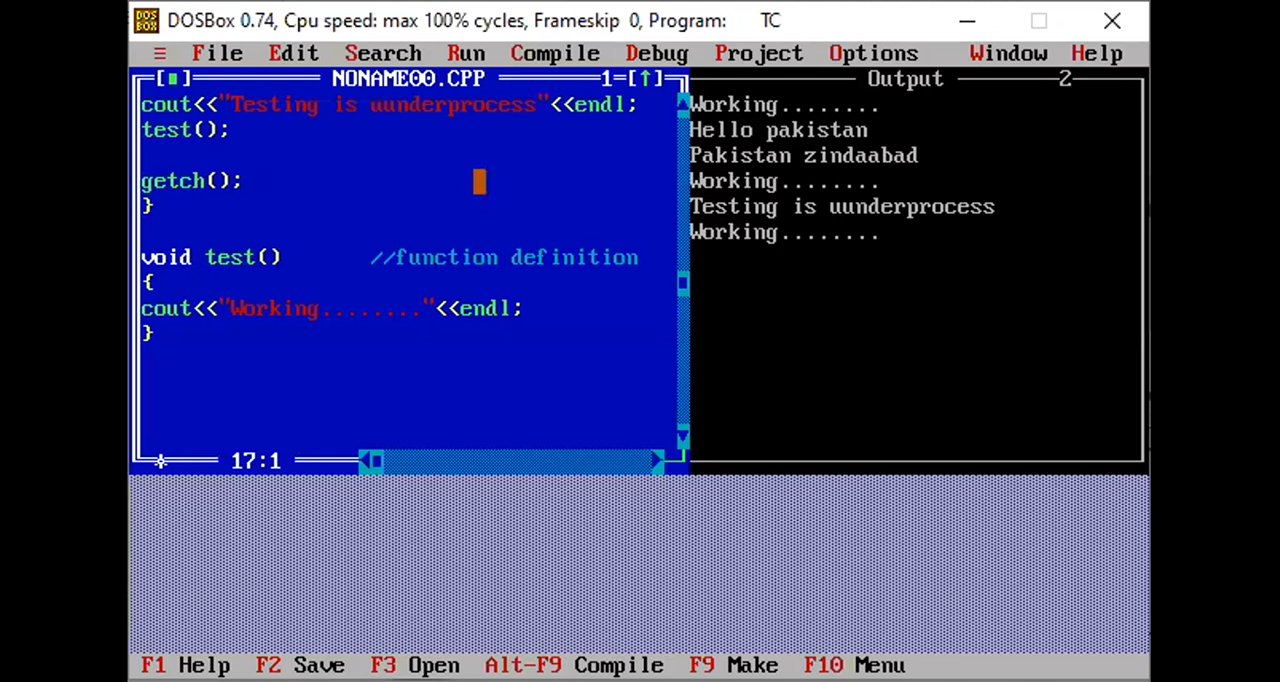 DOS BOX DOSBox 0.74, Cpu speed: max 100% cycles, Frameskip 0, Program: TC
≡ File Edit Search Run Compile Debug Project Options Window Help
[■] NONAME00.CPP 1=[↑]
cout<<"Testing is uunderprocess"<<endl;
test();
getch();
}
void test() //function definition
{
cout<<"Working........"<<endl;
}
17:1
Output 2
Working........
Hello pakistan
Pakistan zindaabad
Working........
Testing is uunderprocess
Working........
F1 Help F2 Save F3 Open Alt-F9 Compile F9 Make F10 Menu